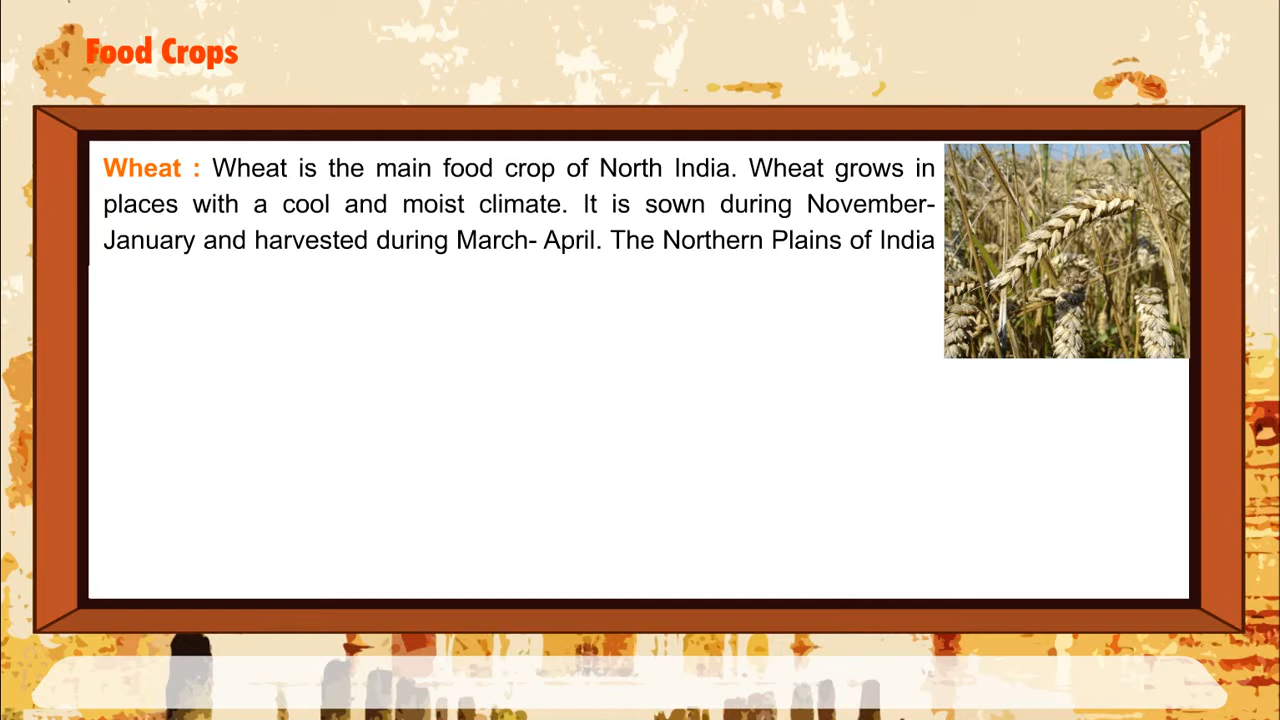 Food Crops
Wheat : Wheat is the main food crop of North India. Wheat grows in
places with a cool and moist climate. It is sown during November-
January and harvested during March- April. The Northern Plains of India